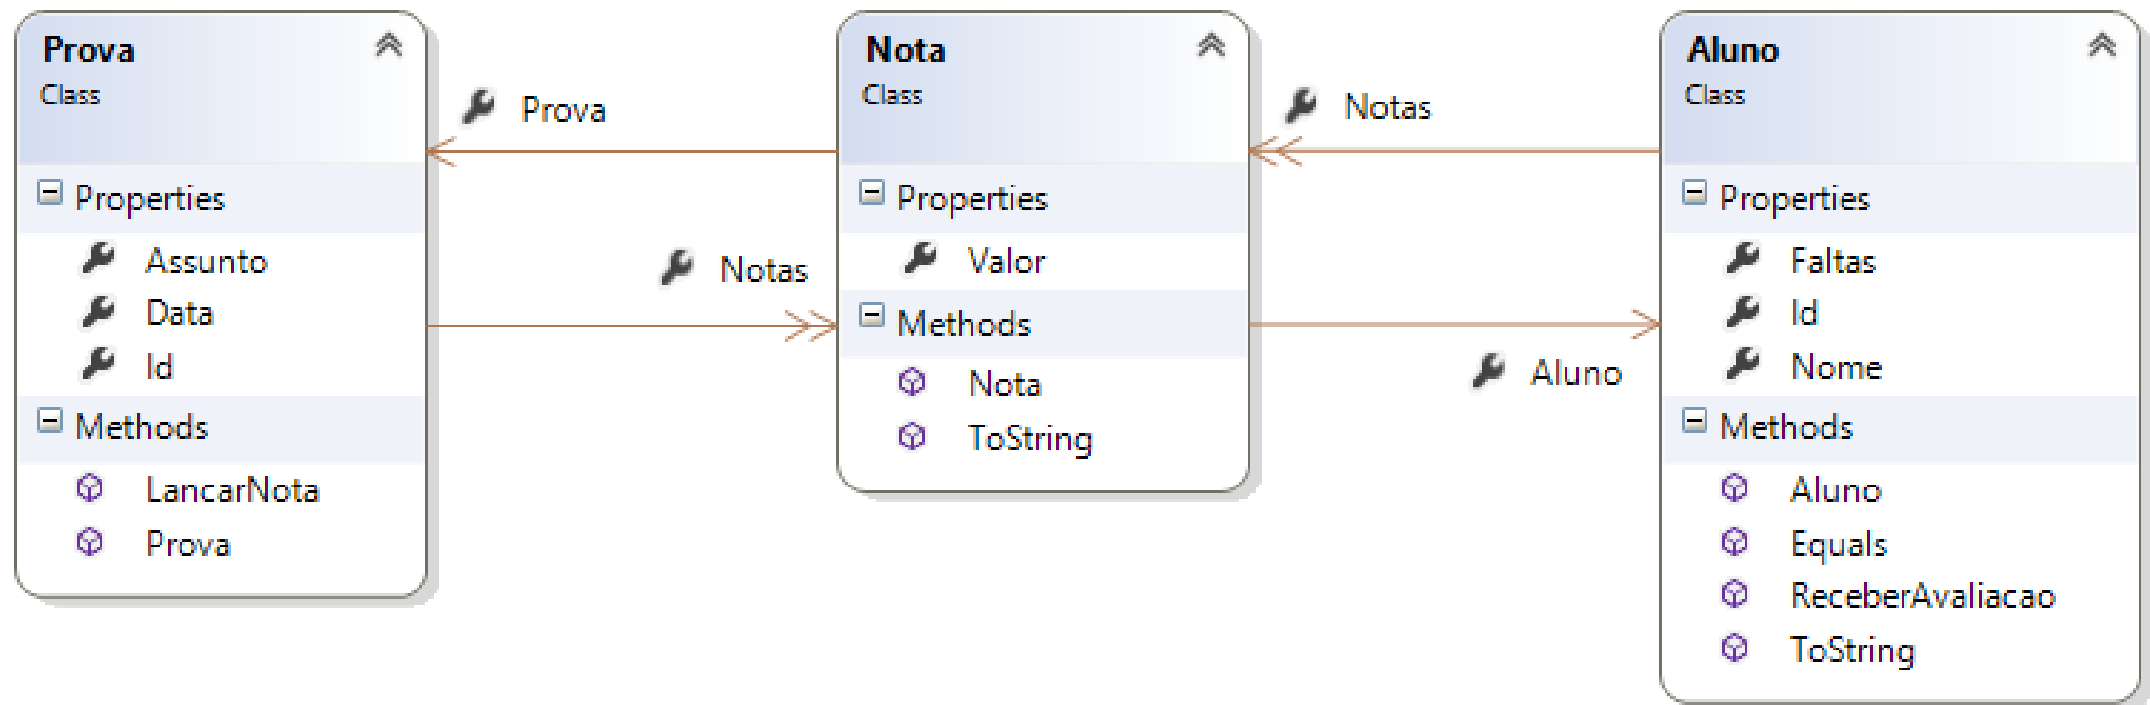 Prova
Class
Properties
Assunto
Data
Id
Methods
LancarNota
Prova
Prova
Notas
Nota
Class
Properties
Valor
Methods
Nota
ToString
Notas
Aluno
Aluno
Class
Properties
Faltas
Id
Nome
Methods
Aluno
Equals
ReceberAvaliacao
ToString